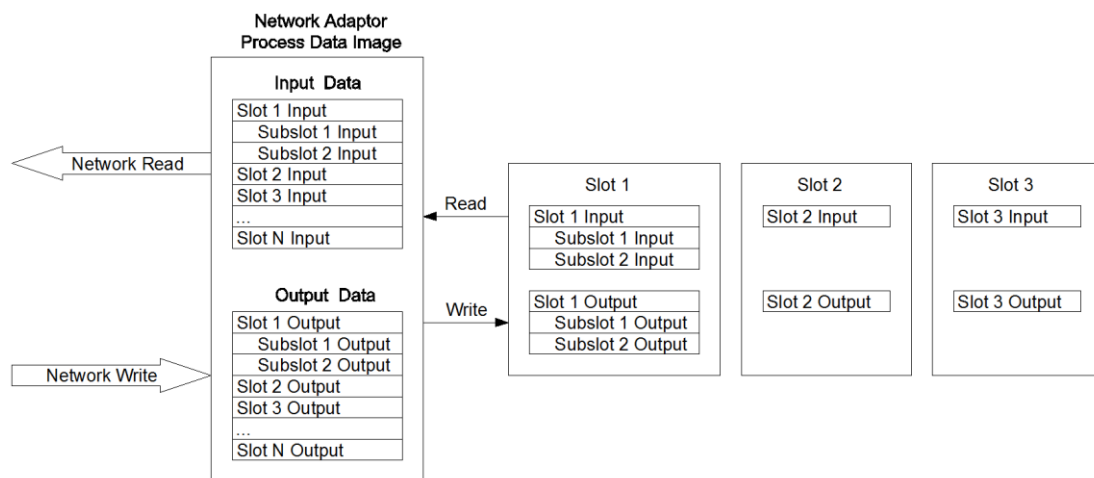 Network Adaptor
Process Data Image
Input Data
Slot 1 Input
Subslot 1 Input
Subslot 2 Input
Slot 2 Input
Slot 3 Input
...
Slot N Input
Output Data
Slot 1 Output
Subslot 1 Output
Subslot 2 Output
Slot 2 Output
Slot 3 Output
...
Slot N Output
Network Read
Network Write
Read
Write
Slot 1
Slot 1 Input
Subslot 1 Input
Subslot 2 Input
Slot 1 Output
Subslot 1 Output
Subslot 2 Output
Slot 2
Slot 2 Input
Slot 2 Output
Slot 3
Slot 3 Input
Slot 3 Output